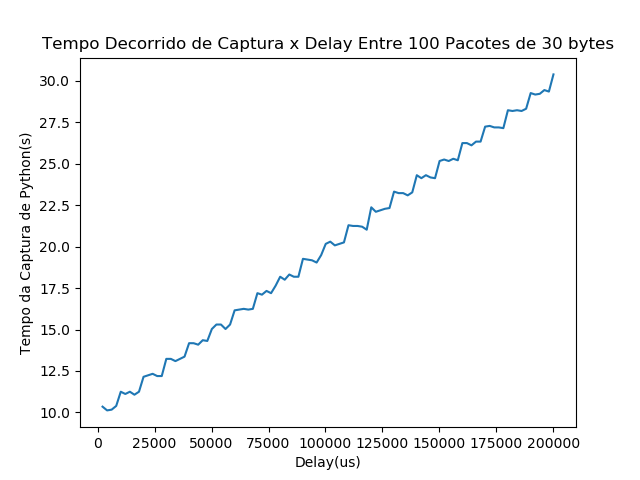 Tempo Decorrido de Captura x Delay Entre 100 Pacotes de 30 bytes
Tempo da Captura de Python(s)
30.0
27.5
25.0
22.5
20.0
17.5
15.0
12.5
10.0
0 25000 50000 75000 100000 125000 150000 175000 200000
Delay(us)